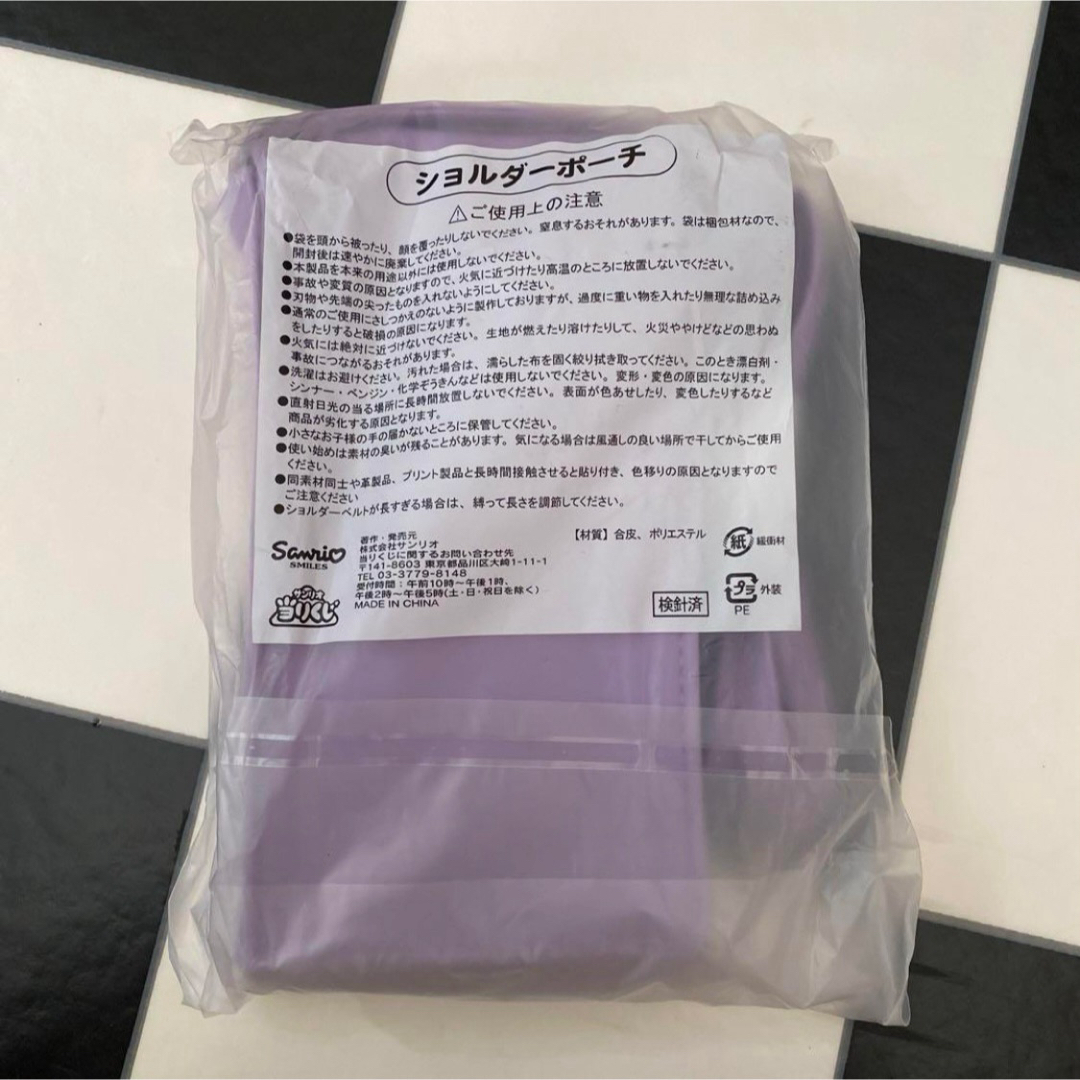 ショルダーポーチ
⚠ご使用上の注意
●袋を頭から被ったり、顔を覆ったりしないでください。窒息するおそれがあります。袋は梱包材なので、
開封後は速やかに廃棄してください。
●本製品を本来の用途以外には使用しないでください。
●事故や変質の原因となりますので、火気に近づけたり高温のところに放置しないでください。
●刃物や先端の尖ったものを入れないようにしてください。
●通常のご使用にさしつかえのないように製作しておりますが、過度に重い物を入れたり無理な詰め込み
をしたりすると破損の原因になります。
●火気には絶対に近づけないでください。生地が燃えたり溶けたりして、火災ややけどなどの思わぬ
事故につながるおそれがあります。
●洗濯はお避けください。汚れた場合は、濡らした布を固く絞り拭き取ってください。このとき漂白剤・
シンナー・ベンジン・化学ぞうきんなどは使用しないでください。変形・変色の原因になります。
●直射日光の当る場所に長時間放置しないでください。表面が色あせしたり、変色したりするなど
商品が劣化する原因となります。
●小さなお子様の手の届かないところに保管してください。
●使い始めは素材の臭いが残ることがあります。気になる場合は風通しの良い場所で干してからご使用
ください。
●同素材同士や革製品、プリント製品と長時間接触させると貼り付き、色移りの原因となりますので
ご注意ください
●ショルダーベルトが長すぎる場合は、縛って長さを調節してください。
【材質】合皮、ポリエステル
Sanrio
SMILES
サンリオ
当りくじ
著作・発売元
株式会社サンリオ
当りくじに関するお問い合わせ先
〒141-8603 東京都品川区大崎1-11-1
TEL 03-3779-8148
受付時間:午前10時～午後1時、
午後2時～午後5時(土・日・祝日を除く)
MADE IN CHINA
検針済
紙 緩衝材
プラ 外装
PE